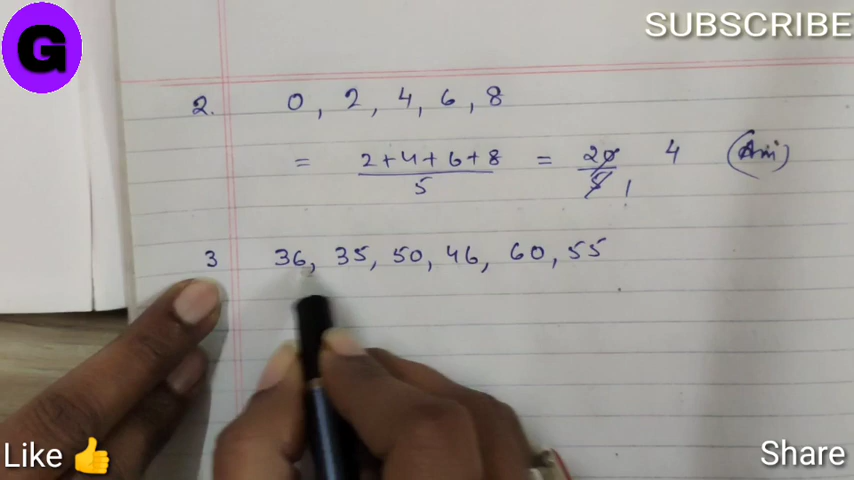 G
SUBSCRIBE
2. 0, 2, 4, 6, 8
= 2+4+6+8 / 5 = 20 / 5 1 4 (Ans)
3 36, 35, 50, 46, 60, 55
Like 👍 Share